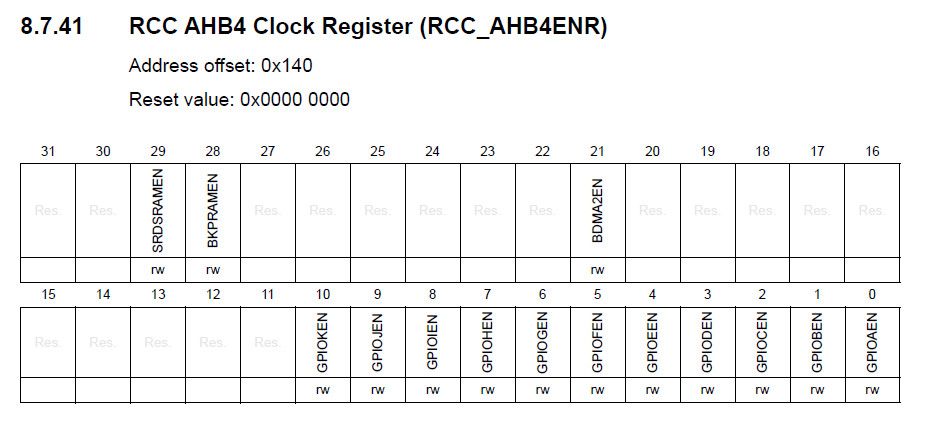 8.7.41 RCC AHB4 Clock Register (RCC_AHB4ENR)
Address offset: 0x140
Reset value: 0x0000 0000
31 30 29 28 27 26 25 24 23 22 21 20 19 18 17 16
Res. Res. SRDSRAMEN BKPRAMEN Res. Res. Res. Res. Res. Res. BDMA2EN Res. Res. Res. Res. Res.
rw rw rw
15 14 13 12 11 10 9 8 7 6 5 4 3 2 1 0
Res. Res. Res. Res. Res. GPIOKEN GPIOJEN GPIOIEN GPIOHEN GPIOGEN GPIOFEN GPIOEEN GPIODEN GPIOCEN GPIOBEN GPIOAEN
rw rw rw rw rw rw rw rw rw rw rw